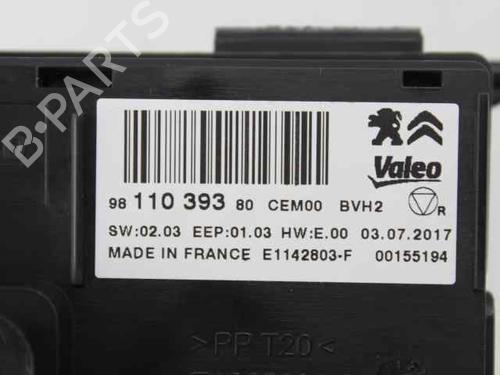 B-PARTS
Valeo
98 110 393 80 CEM00 BVH2 R
SW:02.03 EEP:01.03 HW:E.00 03.07.2017
MADE IN FRANCE E1142803-F 00155194
>PP T20<